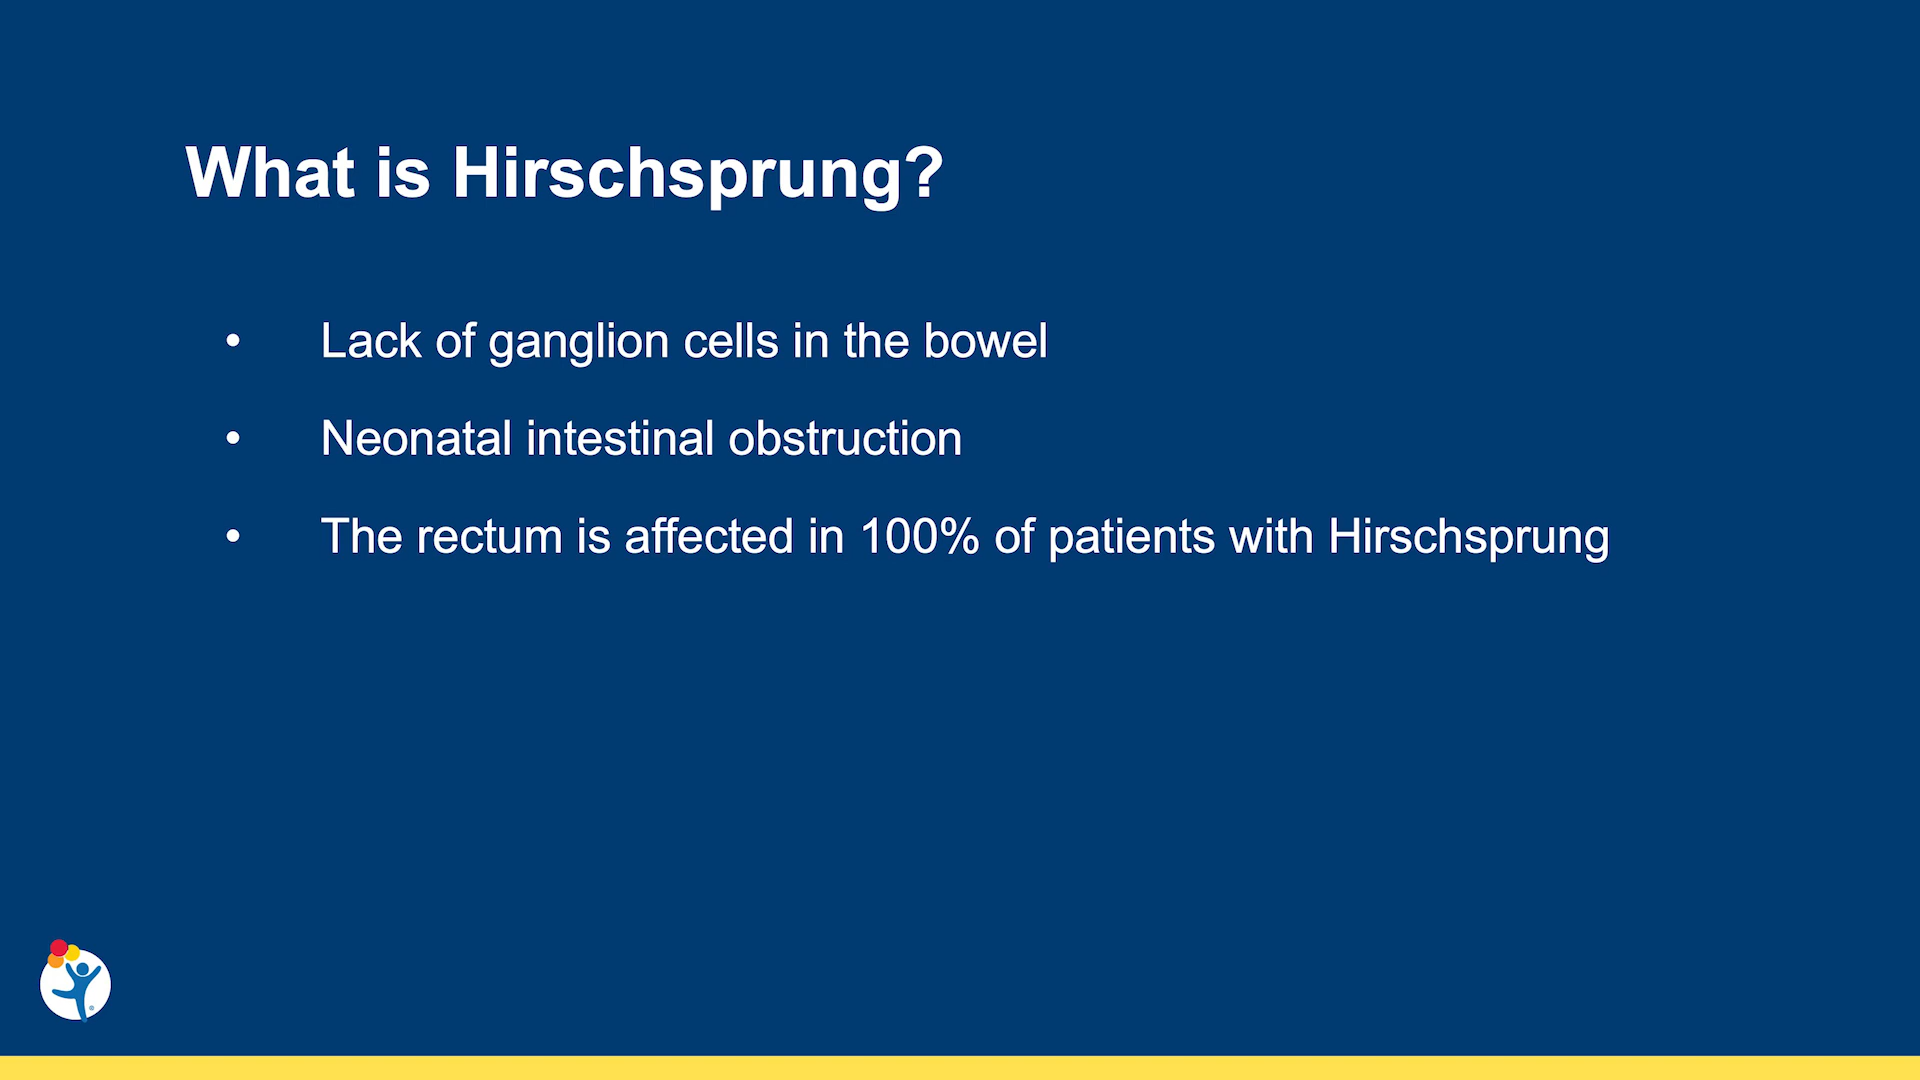 What is Hirschsprung?
• Lack of ganglion cells in the bowel
• Neonatal intestinal obstruction
• The rectum is affected in 100% of patients with Hirschsprung